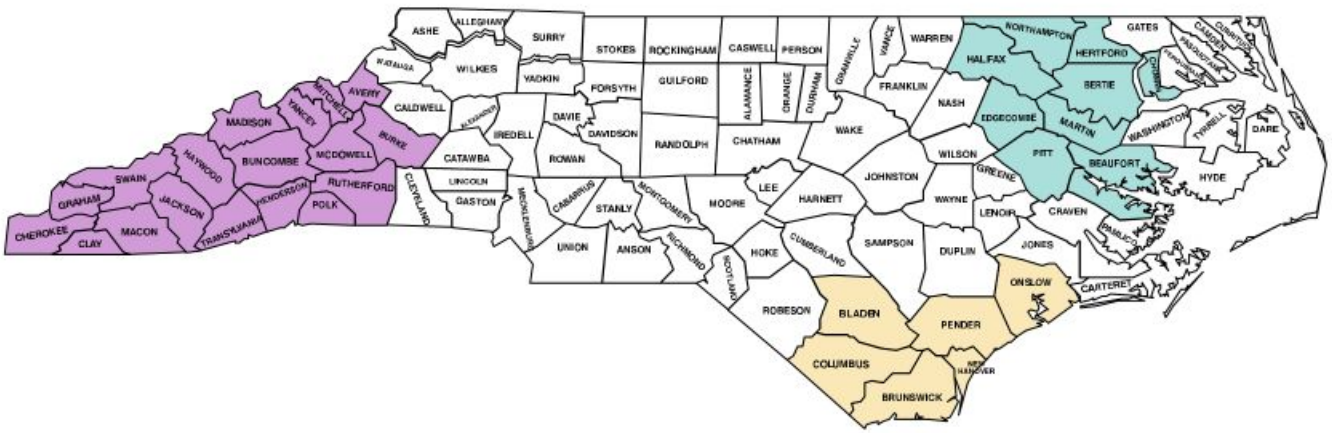 ASHE
ALLEGHANY
SURRY
STOKES
ROCKINGHAM
CASWELL
PERSON
GRANVILLE
VANCE
WARREN
NORTHAMPTON
GATES
CURRITUCK
CAMDEN
PASQUOTANK
PERQUIMANS
HERTFORD
HALIFAX
WATAUGA
WILKES
YADKIN
FORSYTH
GUILFORD
ALAMANCE
ORANGE
DURHAM
FRANKLIN
NASH
BERTIE
CHOWAN
MITCHELL
AVERY
CALDWELL
ALEXANDER
IREDELL
DAVIE
DAVIDSON
RANDOLPH
CHATHAM
WAKE
EDGECOMBE
MARTIN
WASHINGTON
TYRRELL
DARE
MADISON
YANCEY
BURKE
CATAWBA
ROWAN
WILSON
PITT
BEAUFORT
HYDE
HAYWOOD
BUNCOMBE
MCDOWELL
SWAIN
RUTHERFORD
CLEVELAND
LINCOLN
GASTON
MECKLENBURG
CABARRUS
STANLY
MONTGOMERY
MOORE
LEE
HARNETT
JOHNSTON
WAYNE
GREENE
LENOIR
CRAVEN
PAMLICO
GRAHAM
JACKSON
HENDERSON
POLK
TRANSYLVANIA
CHEROKEE
CLAY
MACON
UNION
ANSON
RICHMOND
SCOTLAND
HOKE
CUMBERLAND
SAMPSON
DUPLIN
JONES
CARTERET
ONSLOW
ROBESON
BLADEN
PENDER
COLUMBUS
NEW
HANOVER
BRUNSWICK